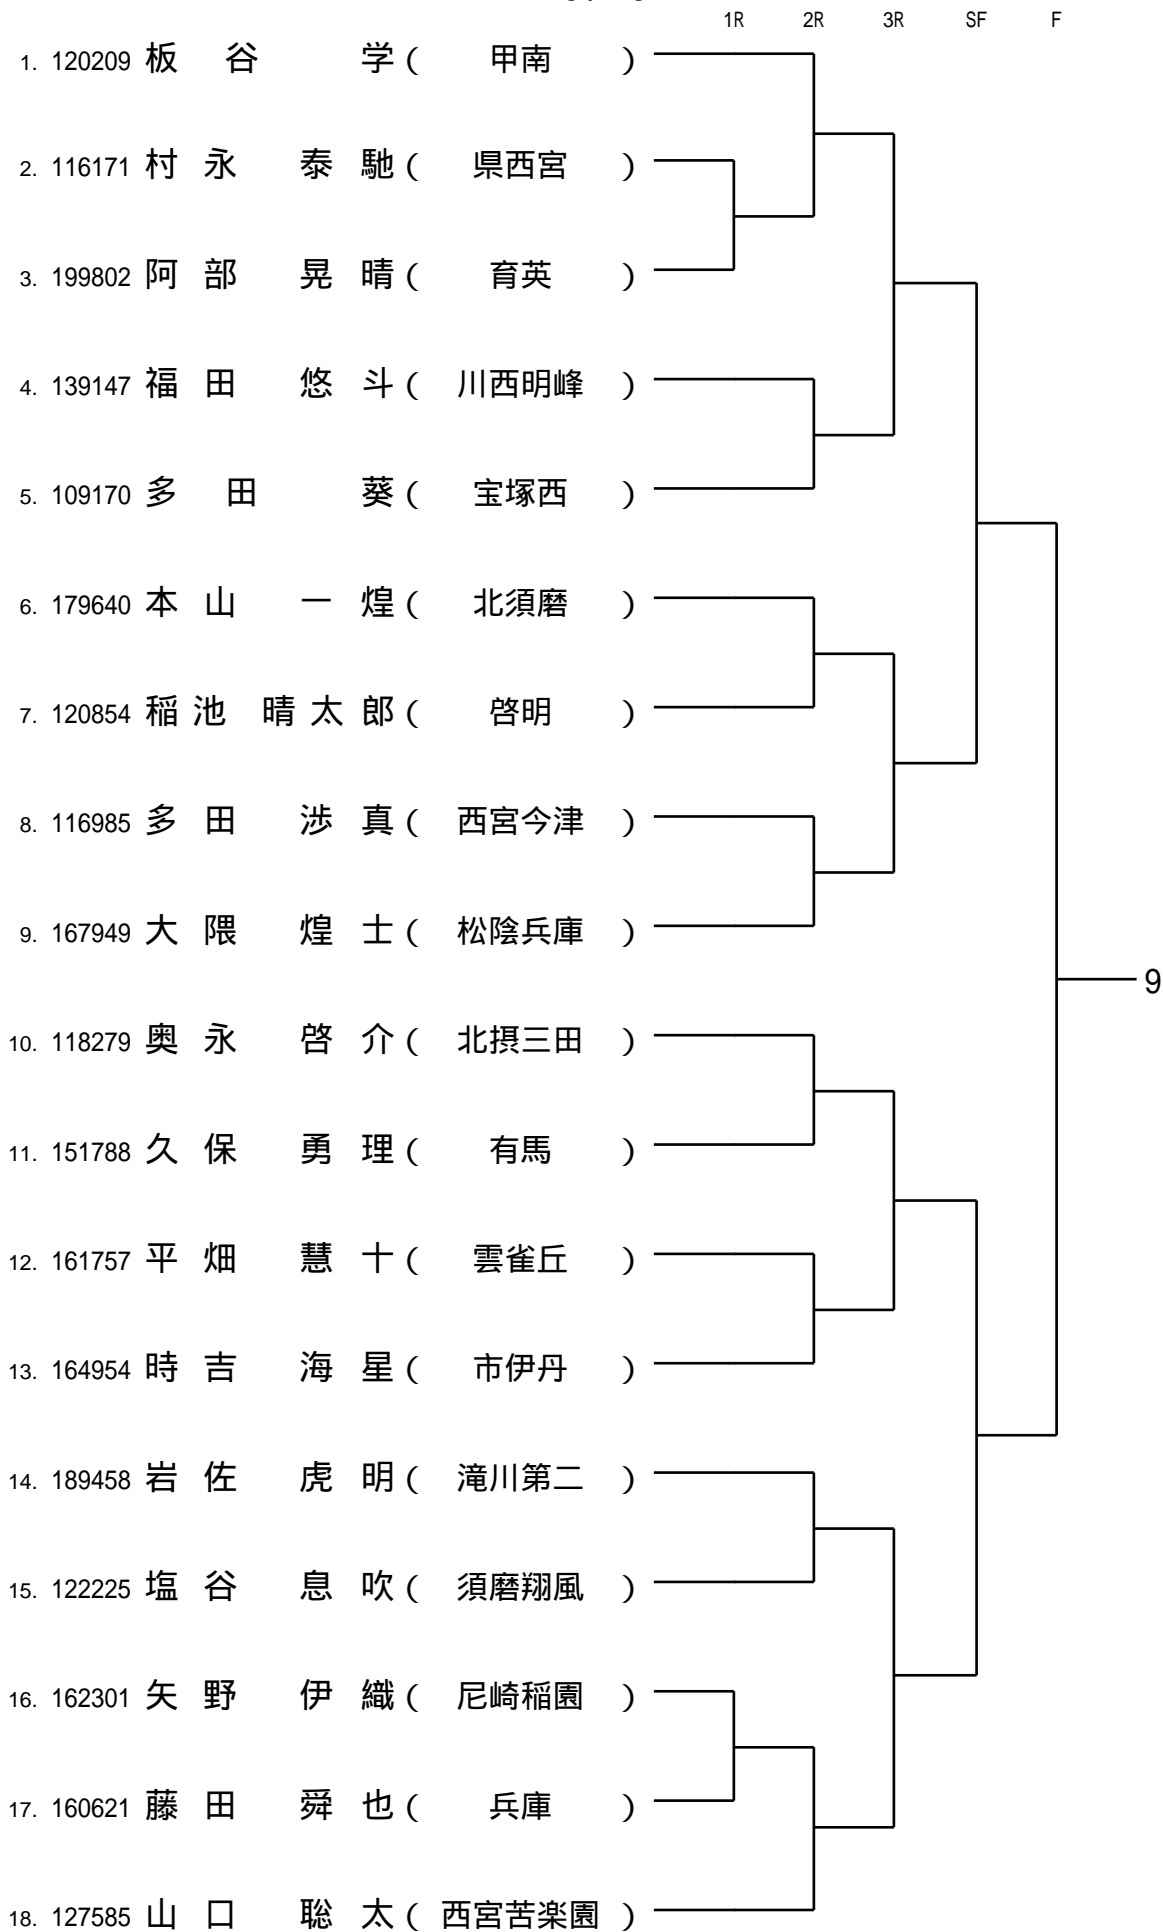 1R 2R 3R SF F
1. 120209 板谷 学 ( 甲南 )
2. 116171 村永 泰馳 ( 県西宮 )
3. 199802 阿部 晃晴 ( 育英 )
4. 139147 福田 悠斗 ( 川西明峰 )
5. 109170 多田 葵 ( 宝塚西 )
6. 179640 本山 一煌 ( 北須磨 )
7. 120854 稲池 晴太郎 ( 啓明 )
8. 116985 多田 渉真 ( 西宮今津 )
9. 167949 大隈 煌士 ( 松陰兵庫 )
9
10. 118279 奥永 啓介 ( 北摂三田 )
11. 151788 久保 勇理 ( 有馬 )
12. 161757 平畑 慧十 ( 雲雀丘 )
13. 164954 時吉 海星 ( 市伊丹 )
14. 189458 岩佐 虎明 ( 滝川第二 )
15. 122225 塩谷 息吹 ( 須磨翔風 )
16. 162301 矢野 伊織 ( 尼崎稲園 )
17. 160621 藤田 舜也 ( 兵庫 )
18. 127585 山口 聡太 ( 西宮苦楽園 )